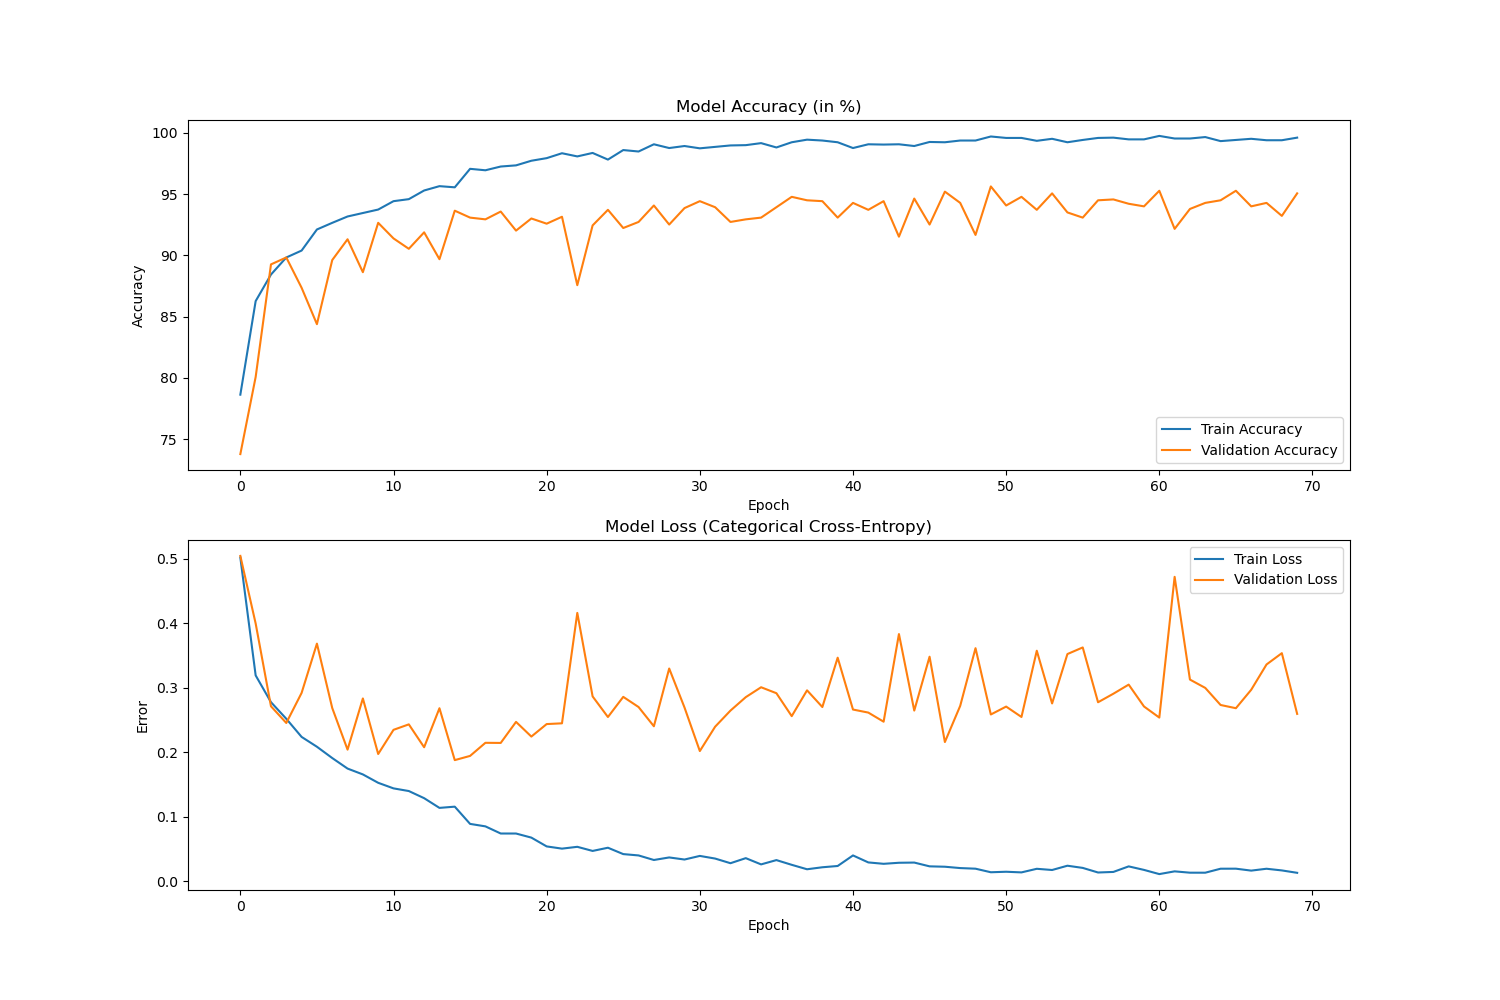 Model Accuracy (in %)
100
95
90
85
80
75
Accuracy
Train Accuracy
Validation Accuracy
0 10 20 30 40 50 60 70
Epoch
Model Loss (Categorical Cross-Entropy)
0.5
0.4
0.3
0.2
0.1
0.0
Error
Train Loss
Validation Loss
0 10 20 30 40 50 60 70
Epoch